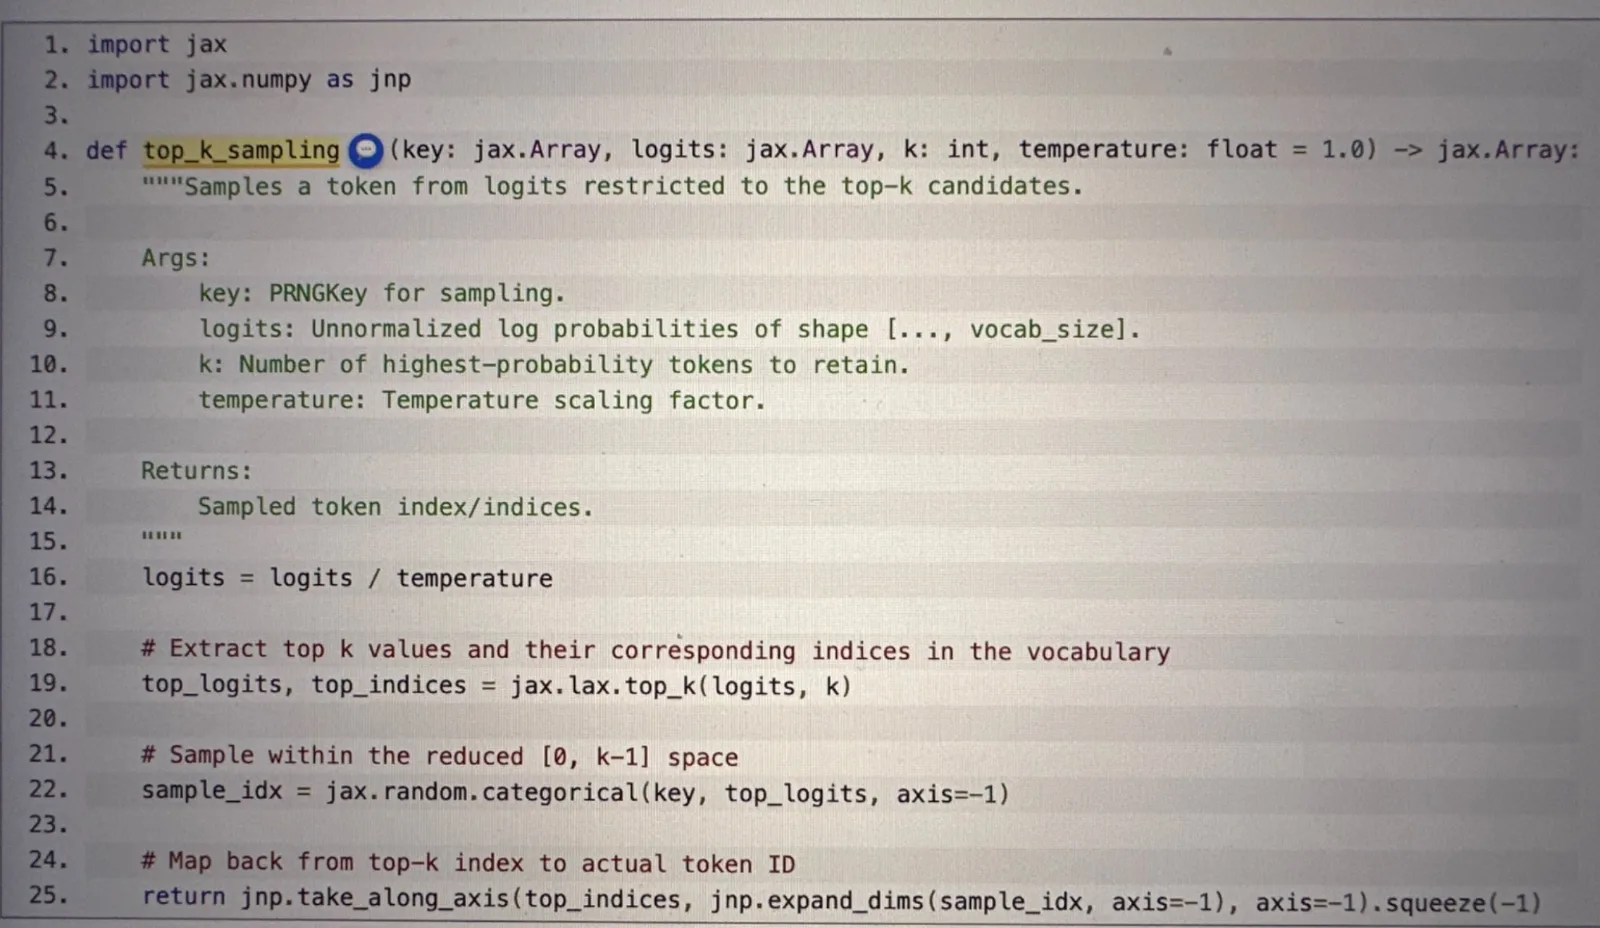 1. import jax
2. import jax.numpy as jnp
3.
4. def top_k_sampling (key: jax.Array, logits: jax.Array, k: int, temperature: float = 1.0) -> jax.Array:
5.     """Samples a token from logits restricted to the top-k candidates.
6.
7.     Args:
8.         key: PRNGKey for sampling.
9.         logits: Unnormalized log probabilities of shape [..., vocab_size].
10.         k: Number of highest-probability tokens to retain.
11.         temperature: Temperature scaling factor.
12.
13.     Returns:
14.         Sampled token index/indices.
15.     """
16.     logits = logits / temperature
17.
18.     # Extract top k values and their corresponding indices in the vocabulary
19.     top_logits, top_indices = jax.lax.top_k(logits, k)
20.
21.     # Sample within the reduced [0, k-1] space
22.     sample_idx = jax.random.categorical(key, top_logits, axis=-1)
23.
24.     # Map back from top-k index to actual token ID
25.     return jnp.take_along_axis(top_indices, jnp.expand_dims(sample_idx, axis=-1), axis=-1).squeeze(-1)